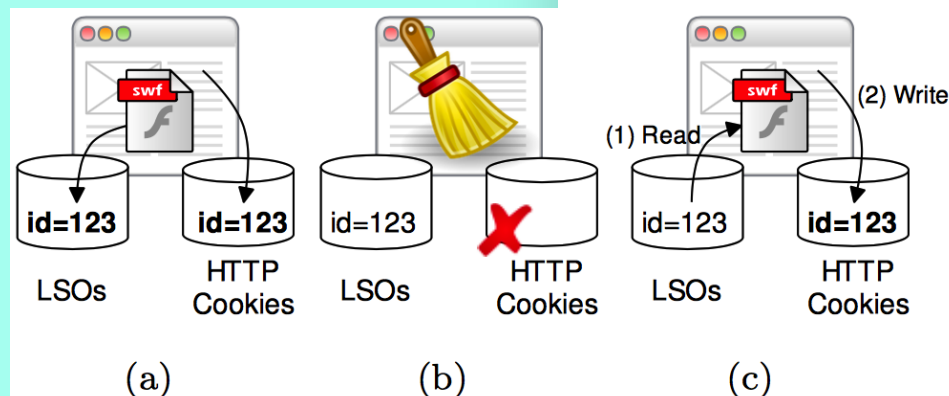 swf
id=123
id=123
LSOs
HTTP
Cookies
(a)
id=123
LSOs
HTTP
Cookies
(b)
swf
(1) Read
(2) Write
id=123
id=123
LSOs
HTTP
Cookies
(c)